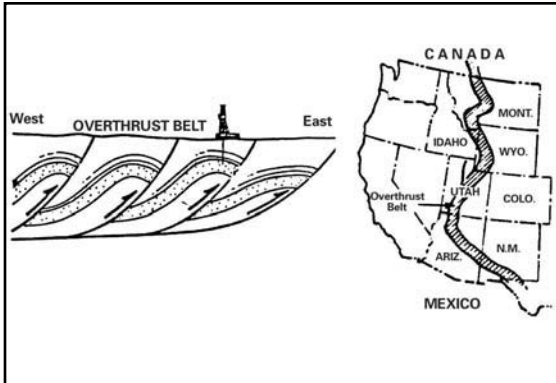 West
OVERTHRUST BELT
East
CANADA
MONT.
IDAHO
WYO.
UTAH
COLO.
Overthrust
Belt
ARIZ.
N.M.
MEXICO